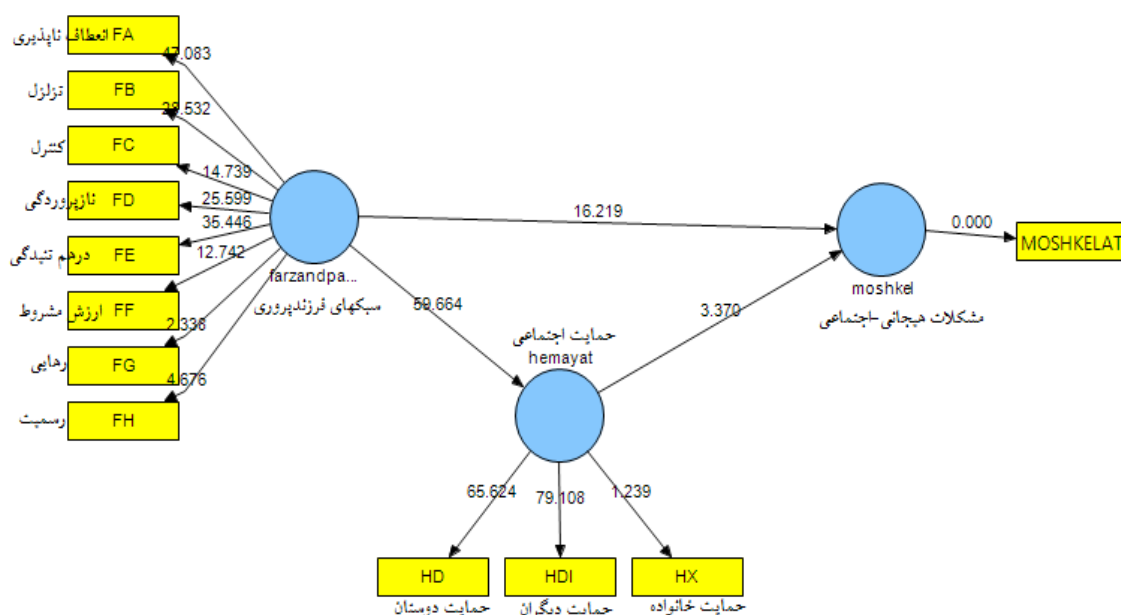 انعطاف ناپذیری FA
47.083
تزلزل FB
28.532
کنترل FC
14.739
نازپروردگی FD
25.599
درهم تنیدگی FE
35.446
ارزش مشروط FF
12.742
رهایی FG
2.338
رسمیت FH
4.676
farzandpa...
سبکهای فرزندپروری
16.219
59.664
حمایت اجتماعی
hemayat
3.370
moshkel
مشکلات هیجانی-اجتماعی
0.000
MOSHKELAT
65.624
79.108
1.239
HD
HDI
HX
حمایت دوستان
حمایت دیگران
حمایت خانواده